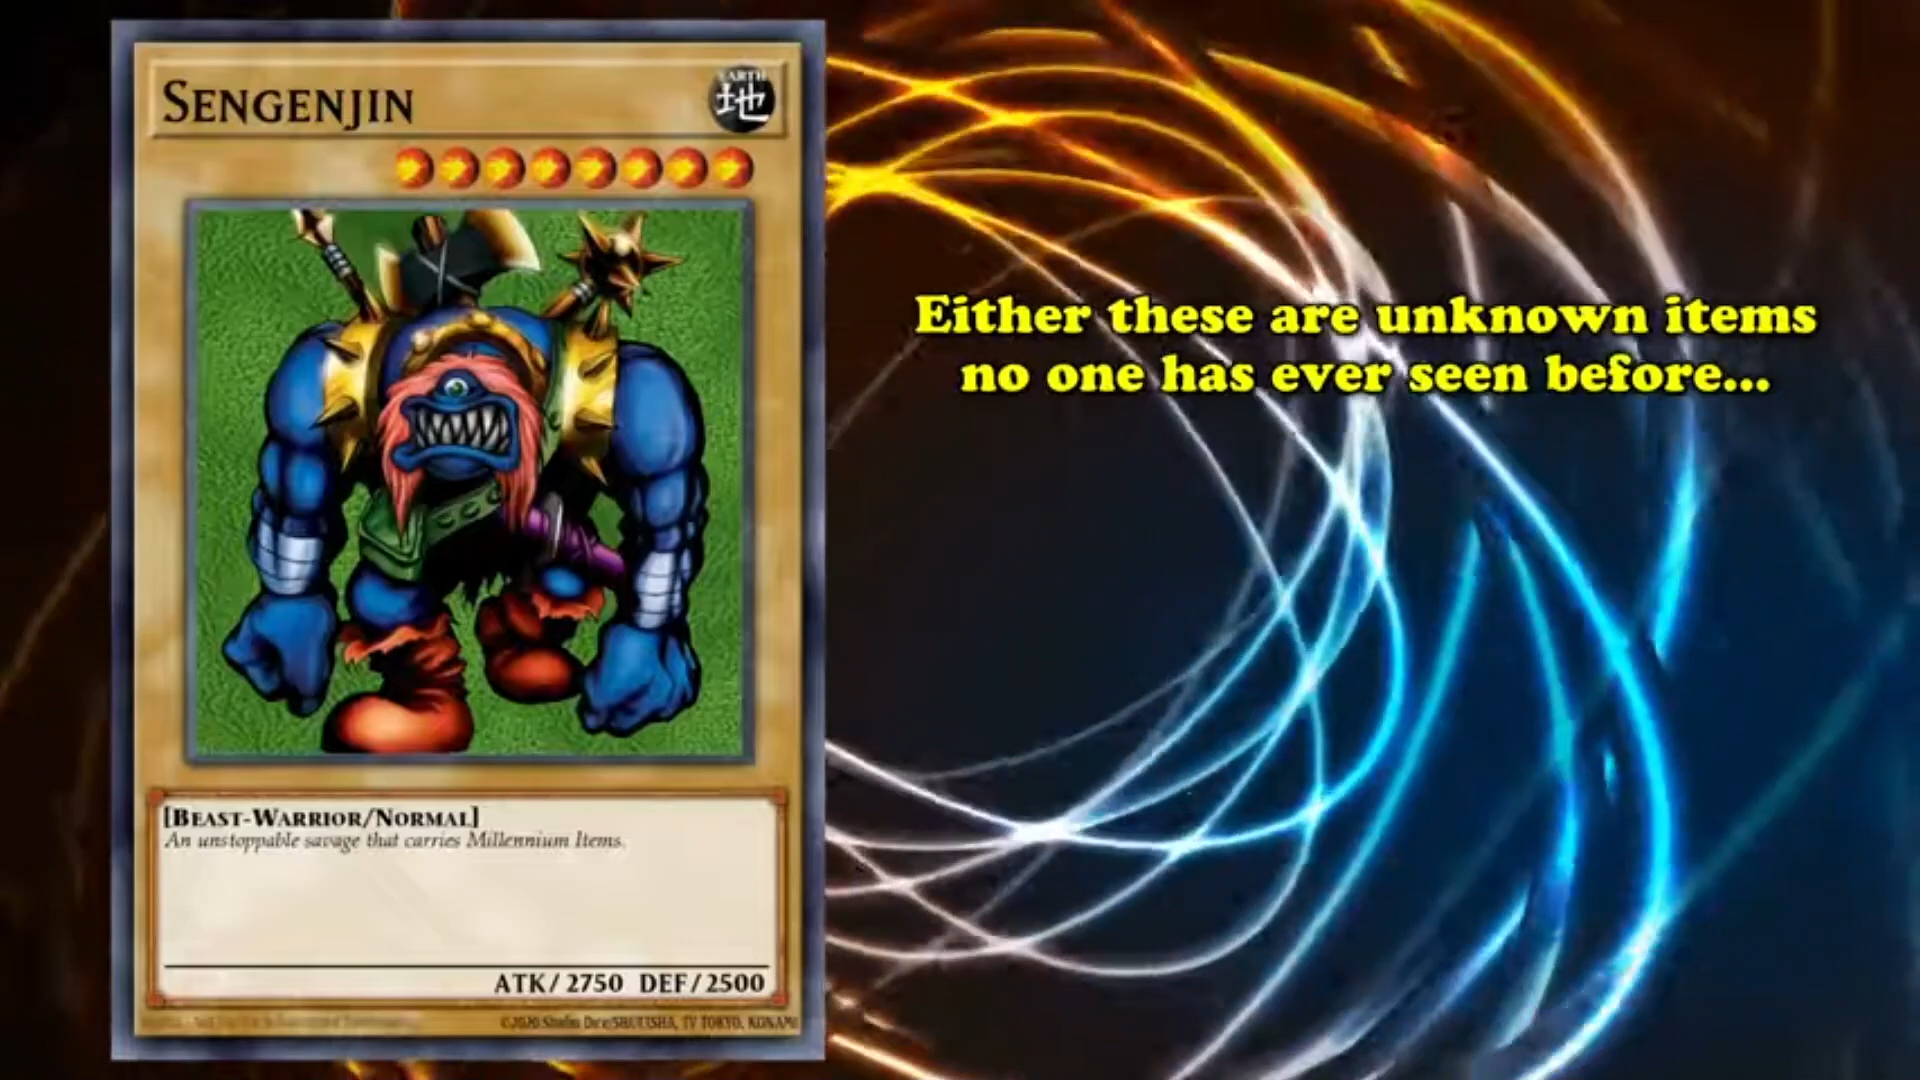 SENGENJIN
EARTH
地
Either these are unknown items
no one has ever seen before...
[BEAST-WARRIOR/NORMAL]
An unstoppable savage that carries Millennium Items.
ATK/2750 DEF/2500
©2020 Studio Dice/SHUEISHA, TV TOKYO, KONAMI